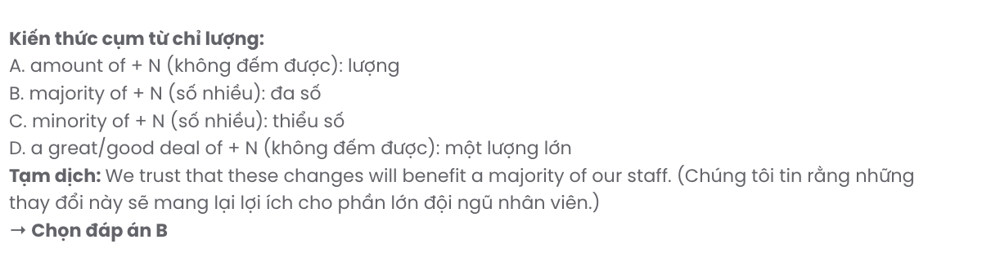 Kiến thức cụm từ chỉ lượng:
A. amount of + N (không đếm được): lượng
B. majority of + N (số nhiều): đa số
C. minority of + N (số nhiều): thiểu số
D. a great/good deal of + N (không đếm được): một lượng lớn
Tạm dịch: We trust that these changes will benefit a majority of our staff. (Chúng tôi tin rằng những
thay đổi này sẽ mang lại lợi ích cho phần lớn đội ngũ nhân viên.)
→ Chọn đáp án B